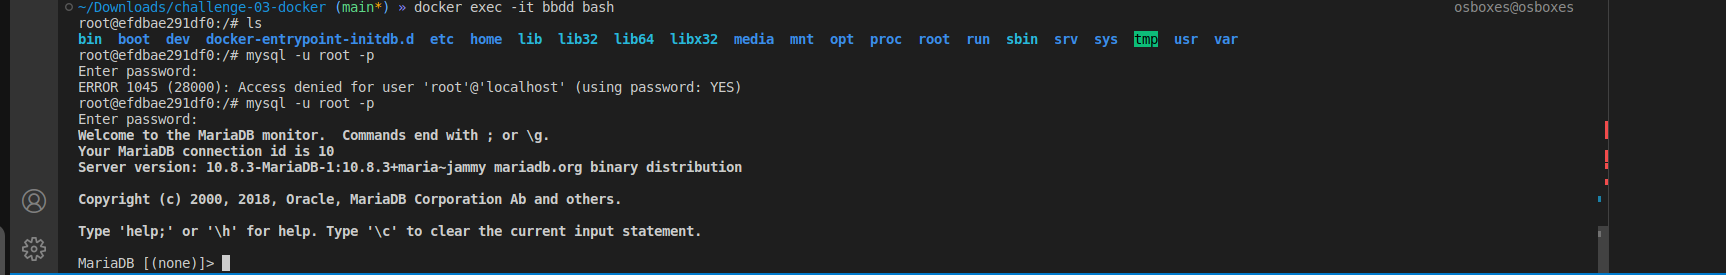 ~/Downloads/challenge-03-docker (main*) » docker exec -it bbdd bash osboxes@osboxes
root@efdbae291df0:/# ls
bin boot dev docker-entrypoint-initdb.d etc home lib lib32 lib64 libx32 media mnt opt proc root run sbin srv sys tmp usr var
root@efdbae291df0:/# mysql -u root -p
Enter password:
ERROR 1045 (28000): Access denied for user 'root'@'localhost' (using password: YES)
root@efdbae291df0:/# mysql -u root -p
Enter password:
Welcome to the MariaDB monitor.  Commands end with ; or \g.
Your MariaDB connection id is 10
Server version: 10.8.3-MariaDB-1:10.8.3+maria~jammy mariadb.org binary distribution
Copyright (c) 2000, 2018, Oracle, MariaDB Corporation Ab and others.
Type 'help;' or '\h' for help. Type '\c' to clear the current input statement.
MariaDB [(none)]>